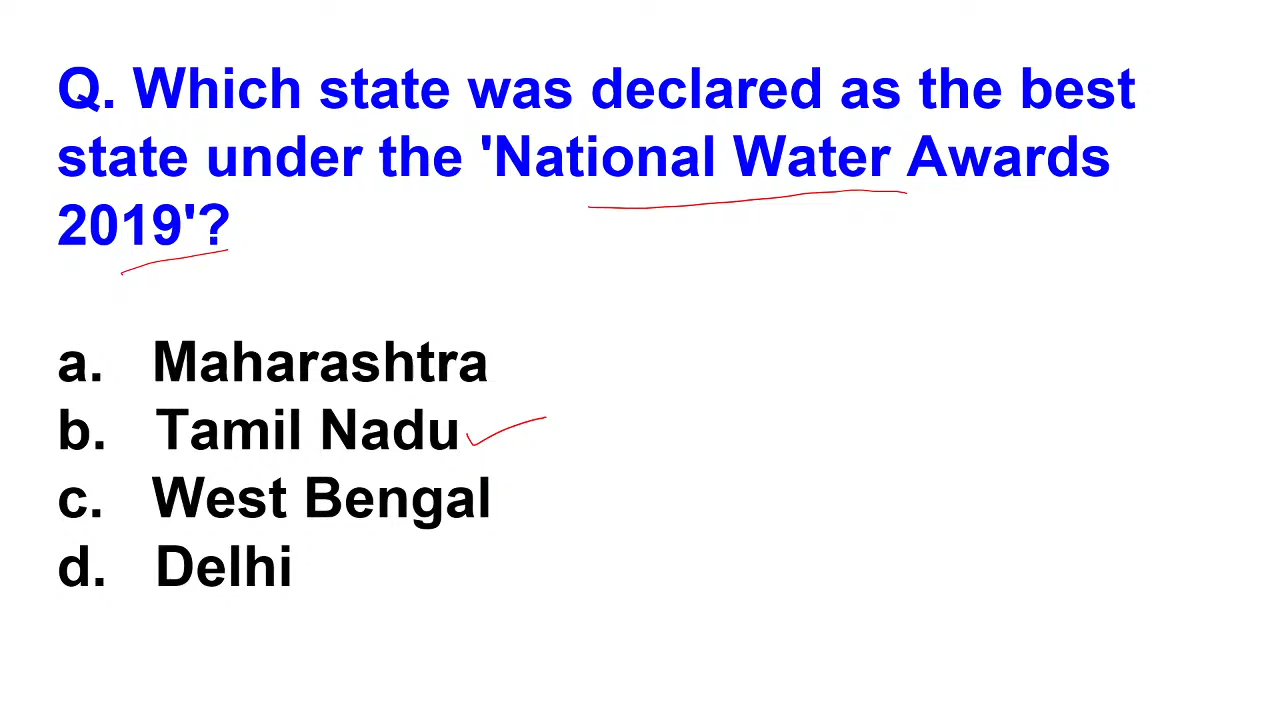 Q. Which state was declared as the best
state under the 'National Water Awards
2019'?
a. Maharashtra
b. Tamil Nadu
c. West Bengal
d. Delhi